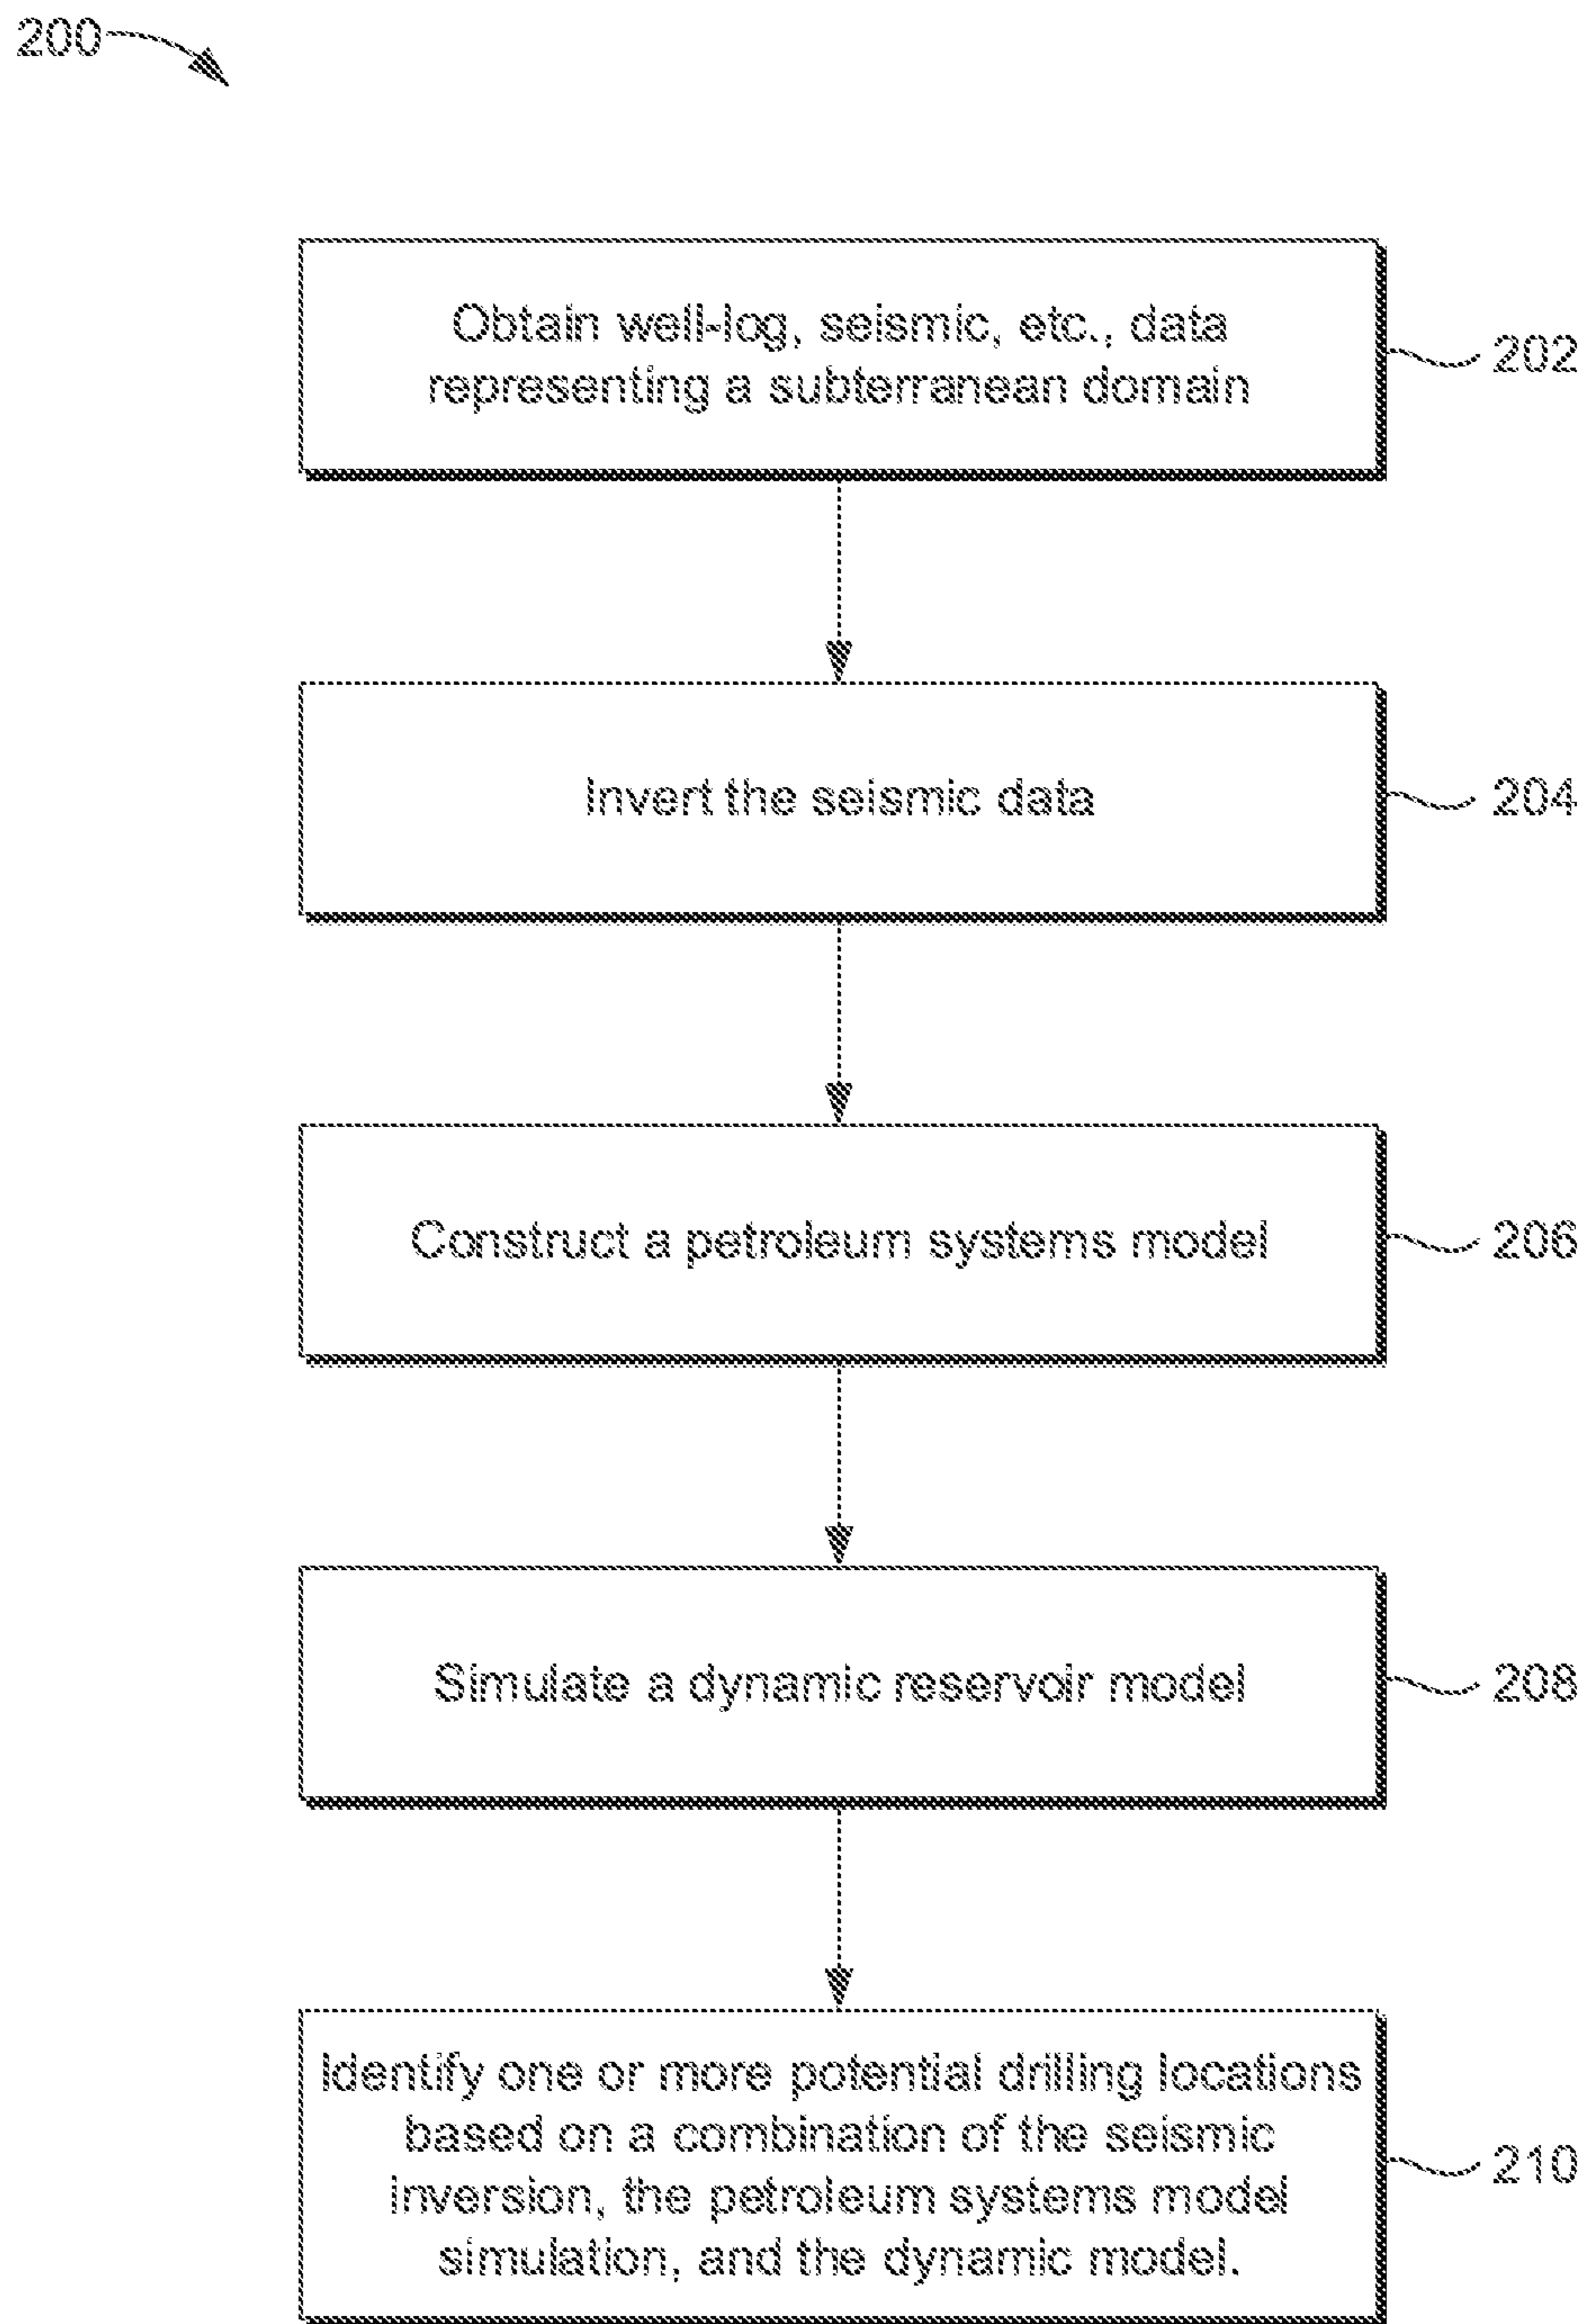 200
Obtain well-log, seismic, etc., data
representing a subterranean domain
202
Invert the seismic data
204
Construct a petroleum systems model
206
Simulate a dynamic reservoir model
208
Identify one or more potential drilling locations
based on a combination of the seismic
inversion, the petroleum systems model
simulation, and the dynamic model.
210